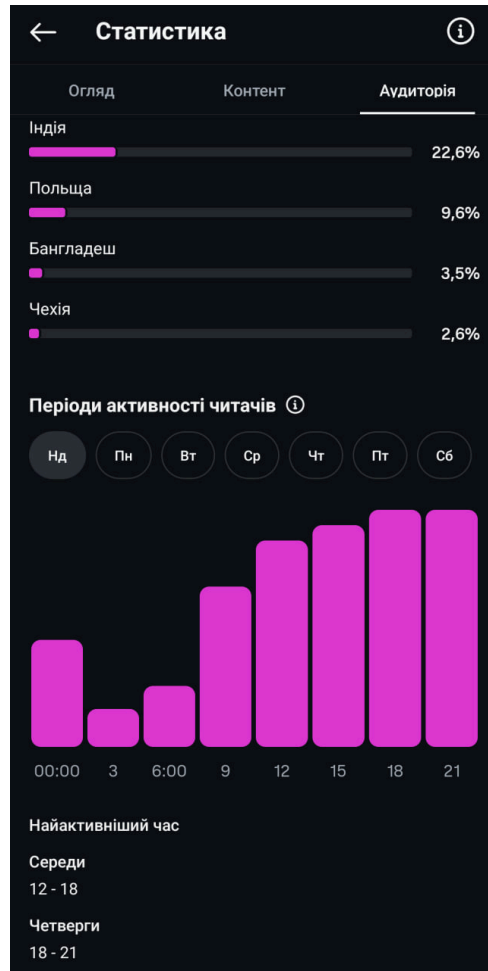 Статистика
Огляд Контент Аудиторія
Індія
22,6%
Польща
9,6%
Бангладеш
3,5%
Чехія
2,6%
Періоди активності читачів
Нд Пн Вт Ср Чт Пт Сб
00:00 3 6:00 9 12 15 18 21
Найактивніший час
Середи
12 - 18
Четверги
18 - 21